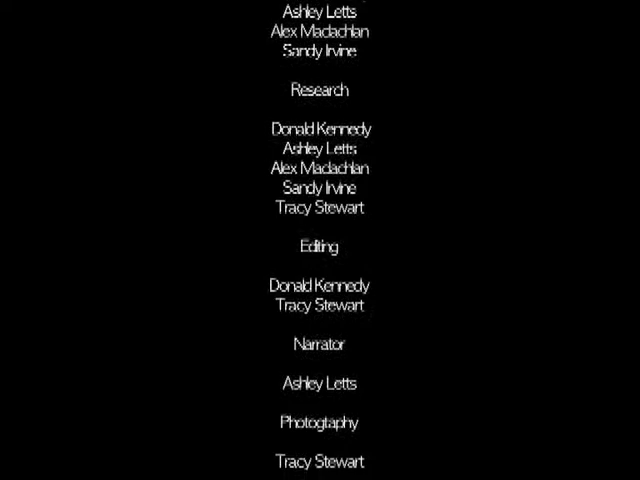 Ashley Letts
Alex Maclachlan
Sandy Irvine
Research
Donald Kennedy
Ashley Letts
Alex Maclachlan
Sandy Irvine
Tracy Stewart
Editing
Donald Kennedy
Tracy Stewart
Narrator
Ashley Letts
Photogtaphy
Tracy Stewart